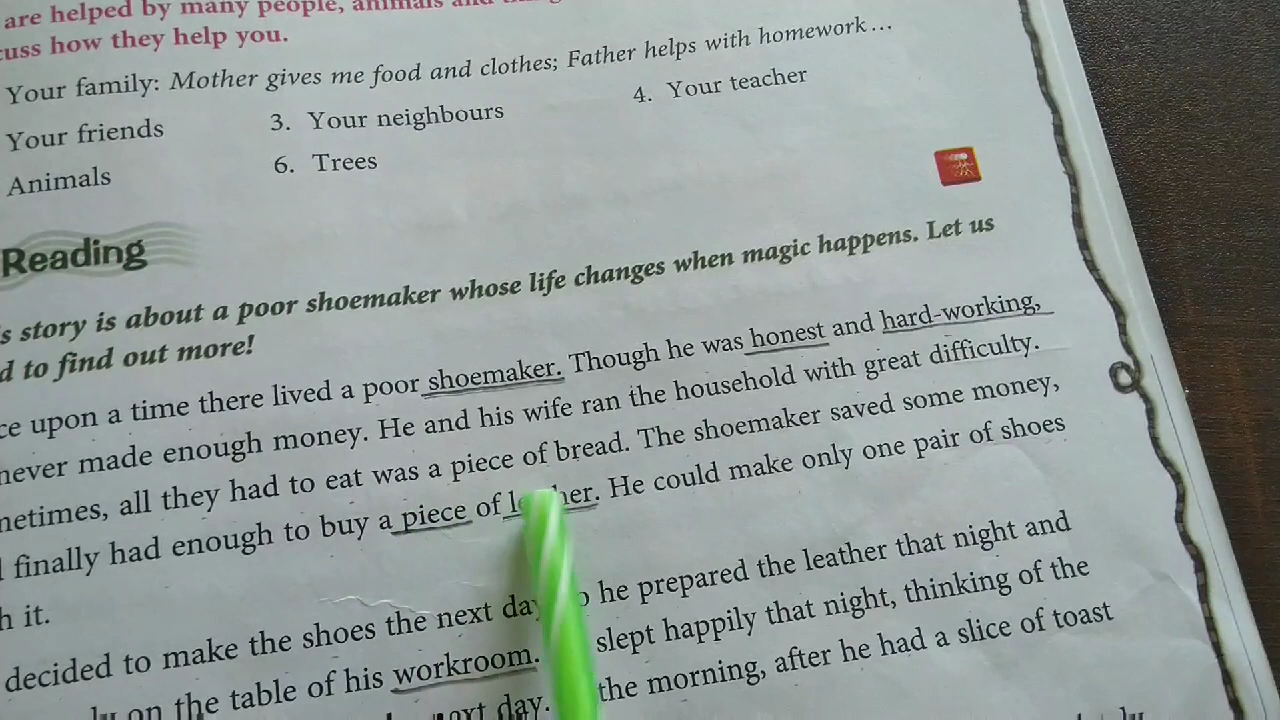 are helped by many people, animals and
cuss how they help you.
Your family: Mother gives me food and clothes; Father helps with homework...
Your friends 3. Your neighbours 4. Your teacher
Animals 6. Trees
Reading
s story is about a poor shoemaker whose life changes when magic happens. Let us
d to find out more!
ce upon a time there lived a poor shoemaker. Though he was honest and hard-working,
never made enough money. He and his wife ran the household with great difficulty.
netimes, all they had to eat was a piece of bread. The shoemaker saved some money,
finally had enough to buy a piece of leather. He could make only one pair of shoes
h it.
decided to make the shoes the next day he prepared the leather that night and
on the table of his workroom. slept happily that night, thinking of the
next day. the morning, after he had a slice of toast